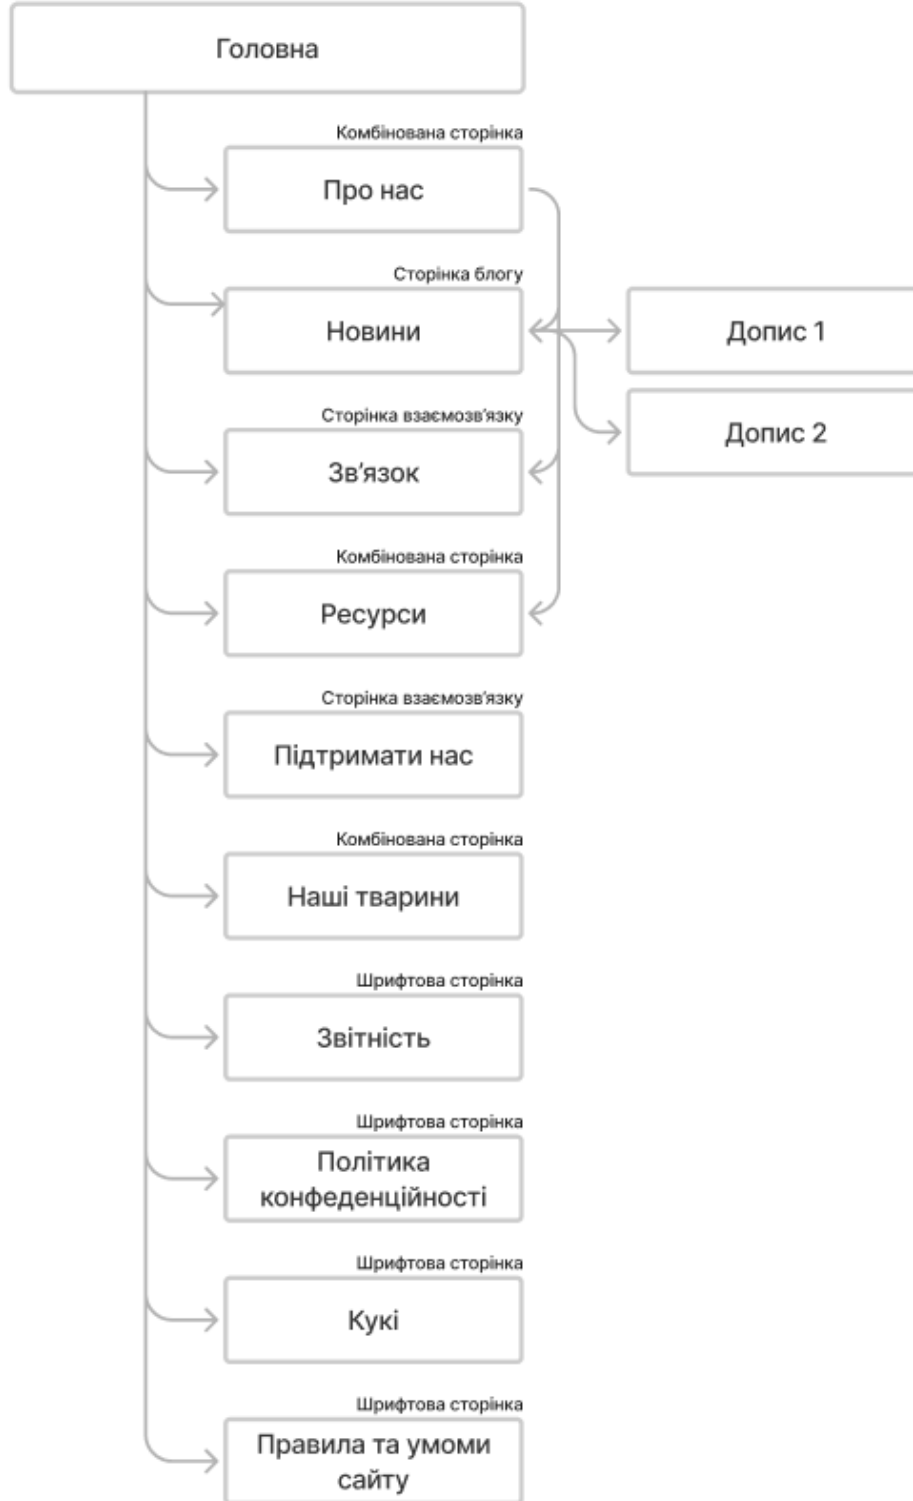 Головна
Комбінована сторінка
Про нас
Сторінка блогу
Новини
Допис 1
Допис 2
Сторінка взаємозв'язку
Зв'язок
Комбінована сторінка
Ресурси
Сторінка взаємозв'язку
Підтримати нас
Комбінована сторінка
Наші тварини
Шрифтова сторінка
Звітність
Шрифтова сторінка
Політика
конфеденційності
Шрифтова сторінка
Кукі
Шрифтова сторінка
Правила та умоми
сайту